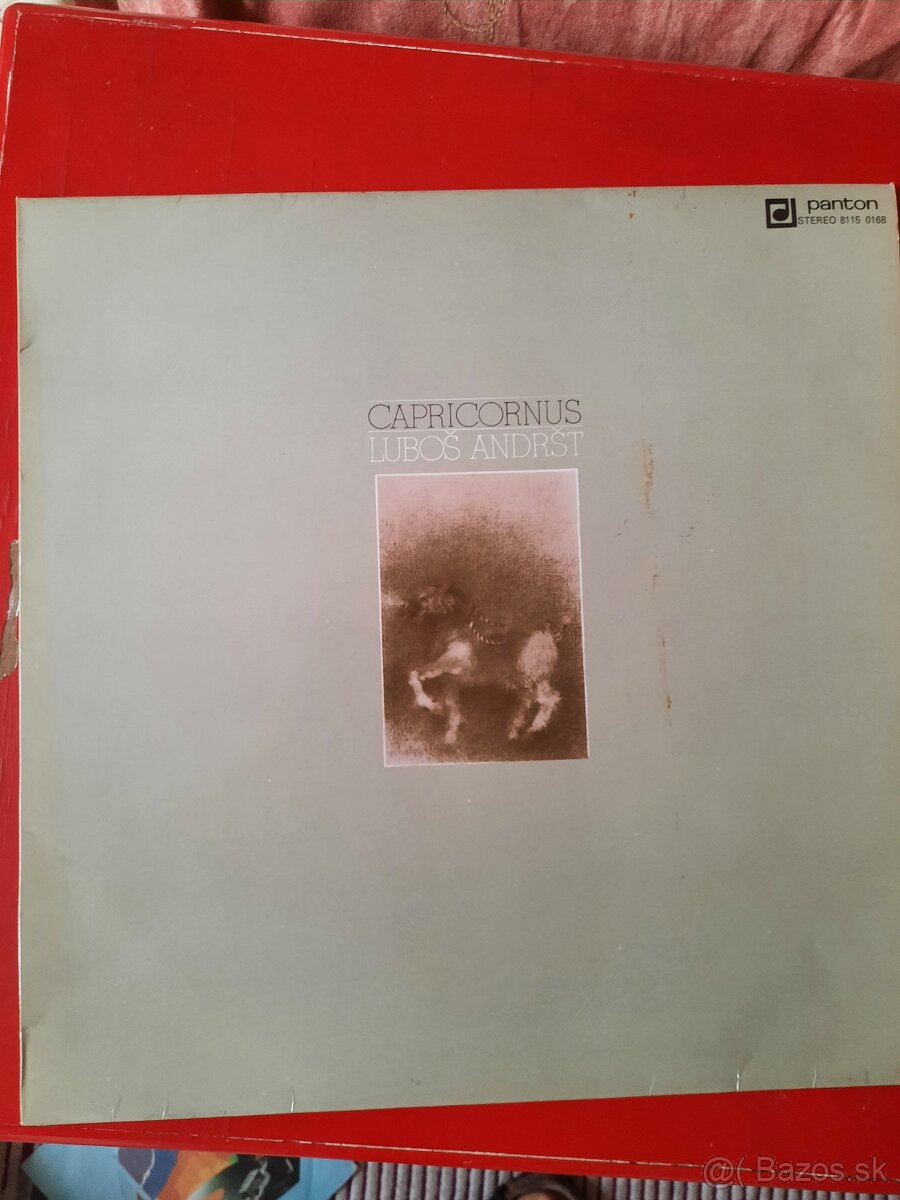 panton
STEREO 8115 0168
CAPRICORNUS
LUBOŠ ANDRŠT
@( Bazos.sk